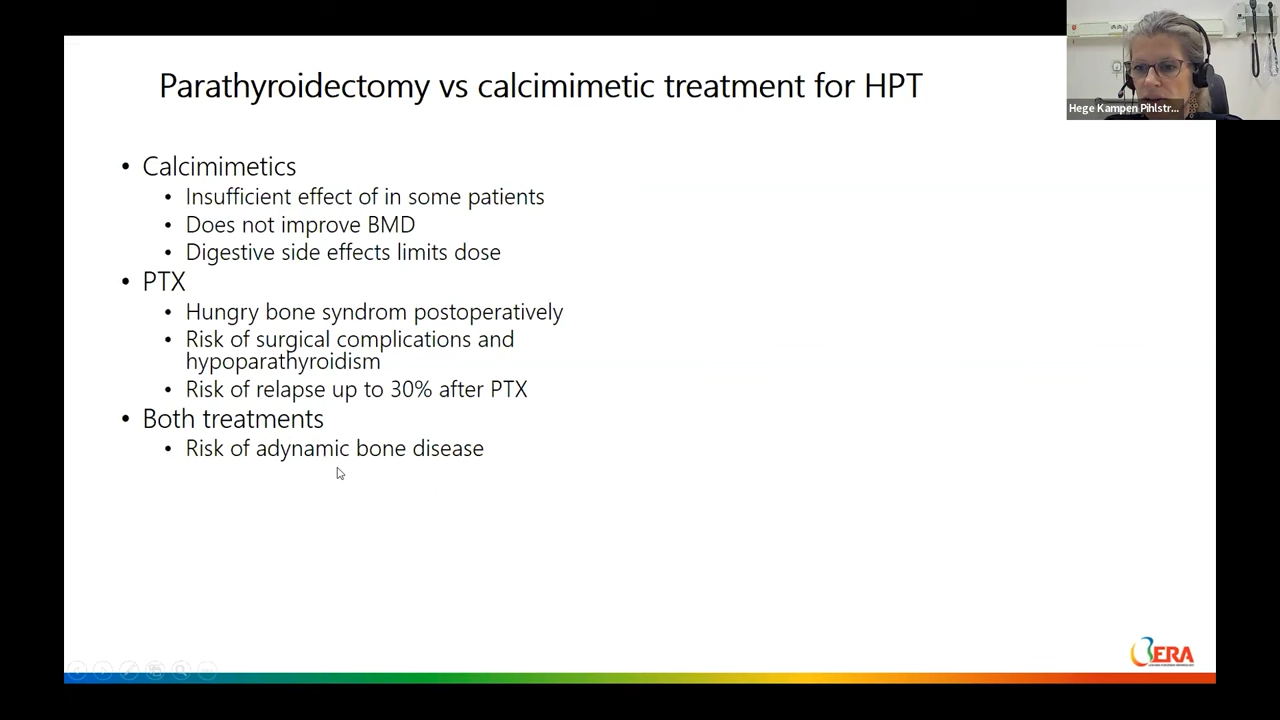 Parathyroidectomy vs calcimimetic treatment for HPT
Hege Kampen Pihlstr...
• Calcimimetics
• Insufficient effect of in some patients
• Does not improve BMD
• Digestive side effects limits dose
• PTX
• Hungry bone syndrom postoperatively
• Risk of surgical complications and
hypoparathyroidism
• Risk of relapse up to 30% after PTX
• Both treatments
• Risk of adynamic bone disease
ERA